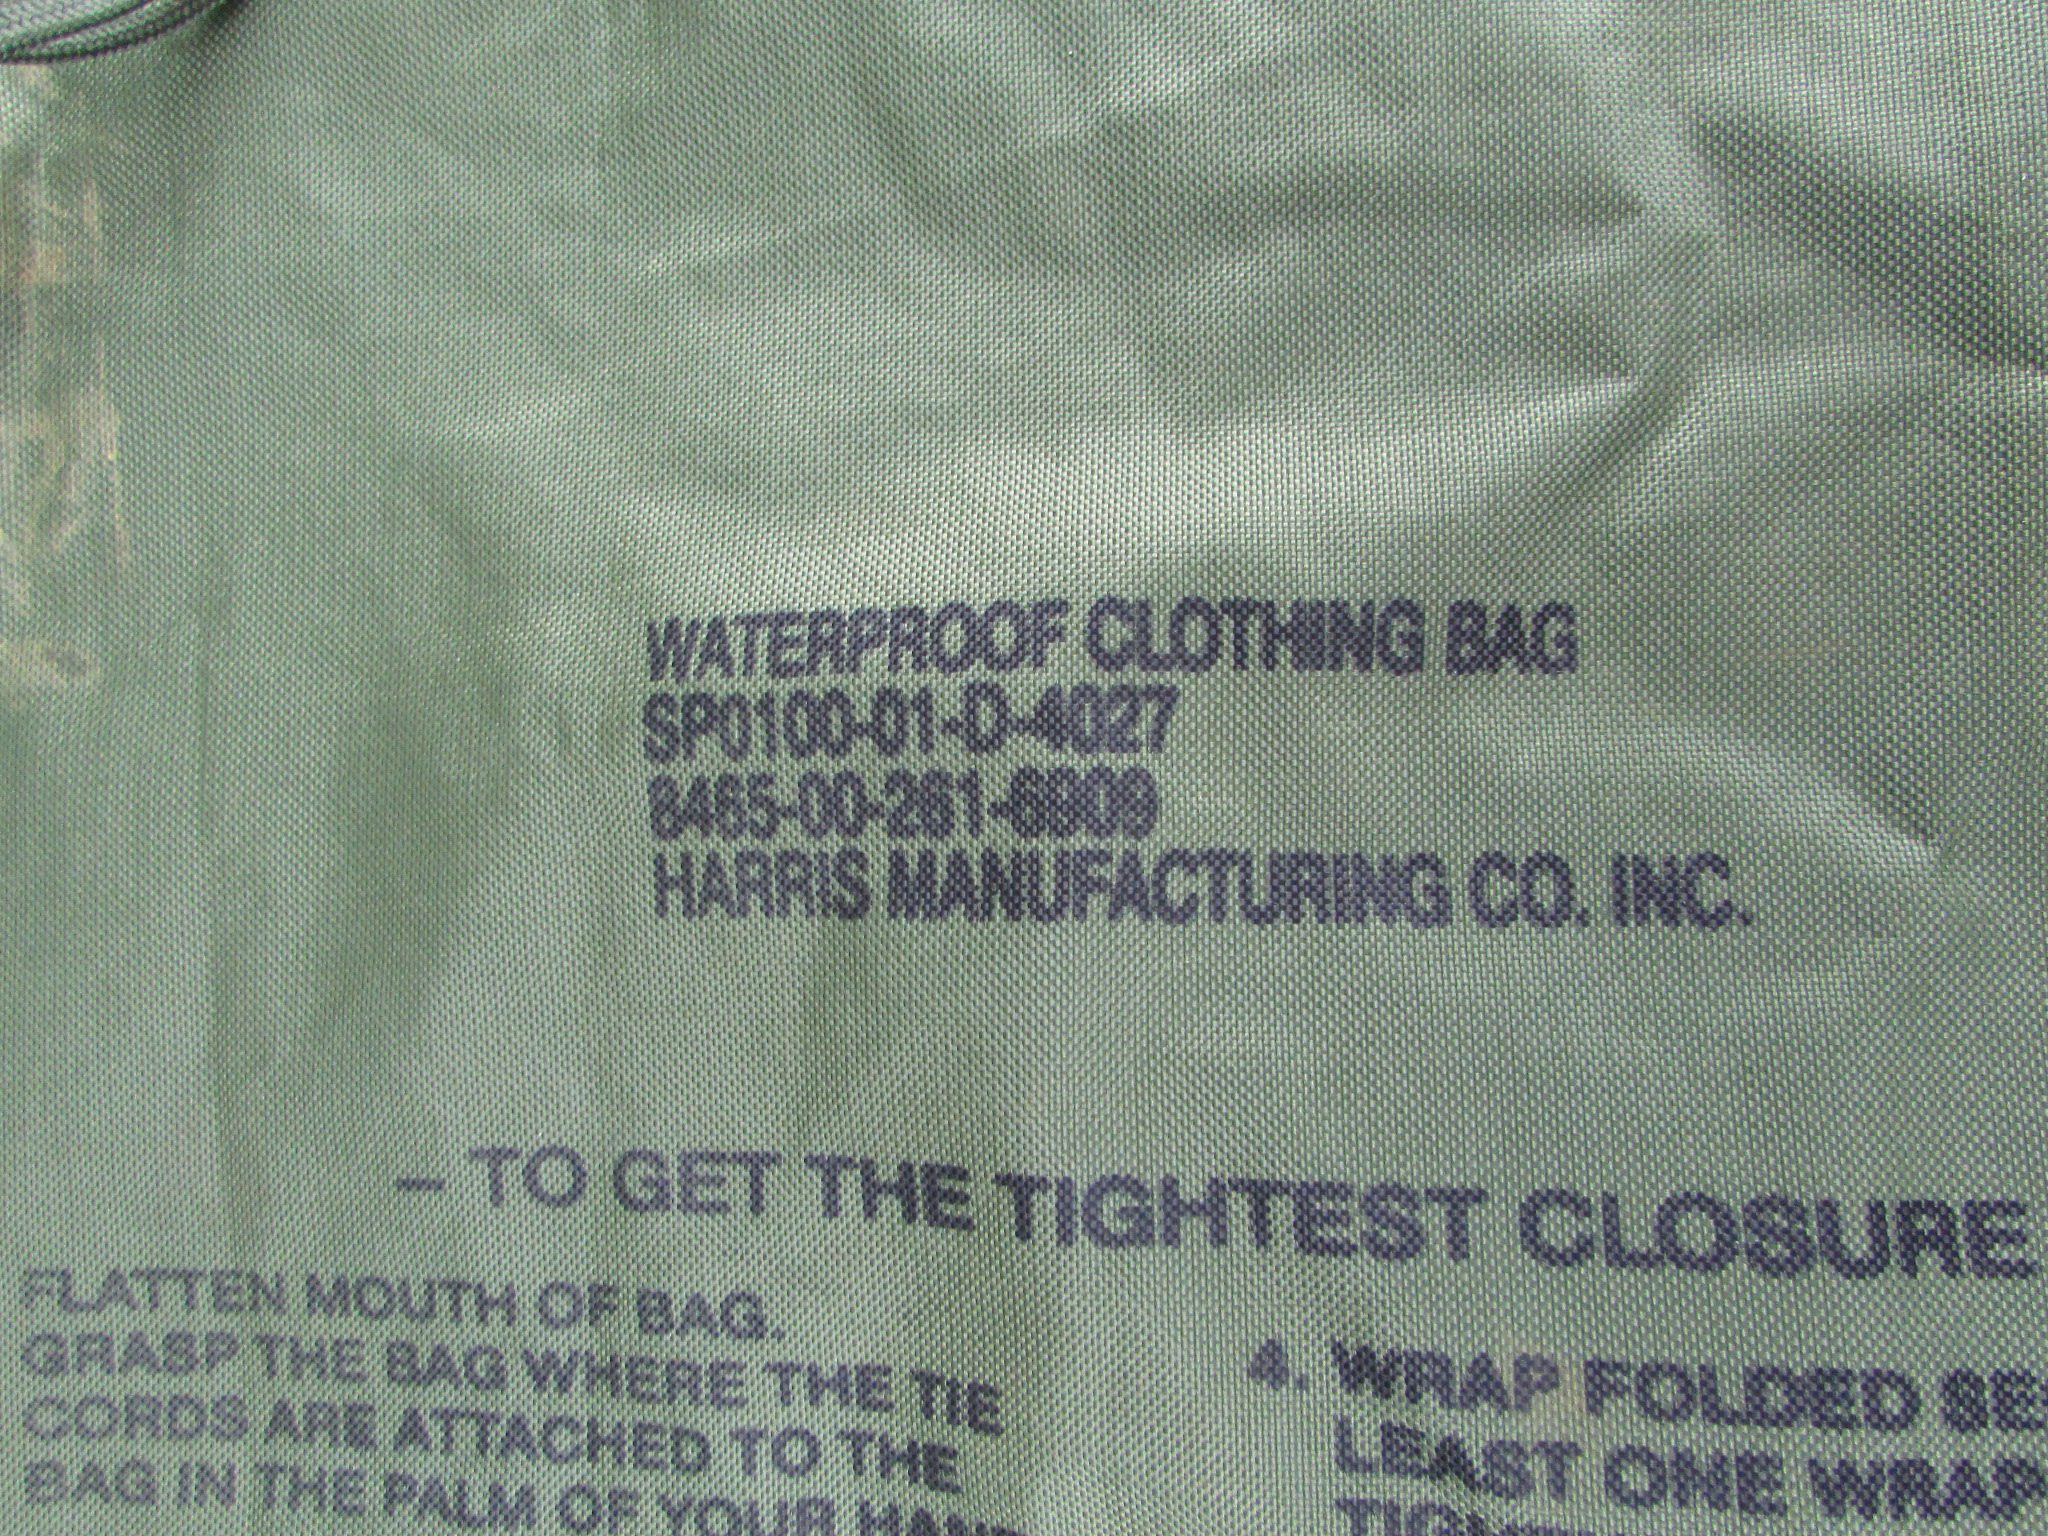 WATERPROOF CLOTHING BAG
SP0100-01-D-4027
8465-00-261-6909
HARRIS MANUFACTURING CO. INC.
– TO GET THE TIGHTEST CLOSURE
FLATTEN MOUTH OF BAG.
GRASP THE BAG WHERE THE TIE
CORDS ARE ATTACHED TO THE
BAG IN THE PALM OF YOUR HAN
4. WRAP FOLDED SE
LEAST ONE WRAP